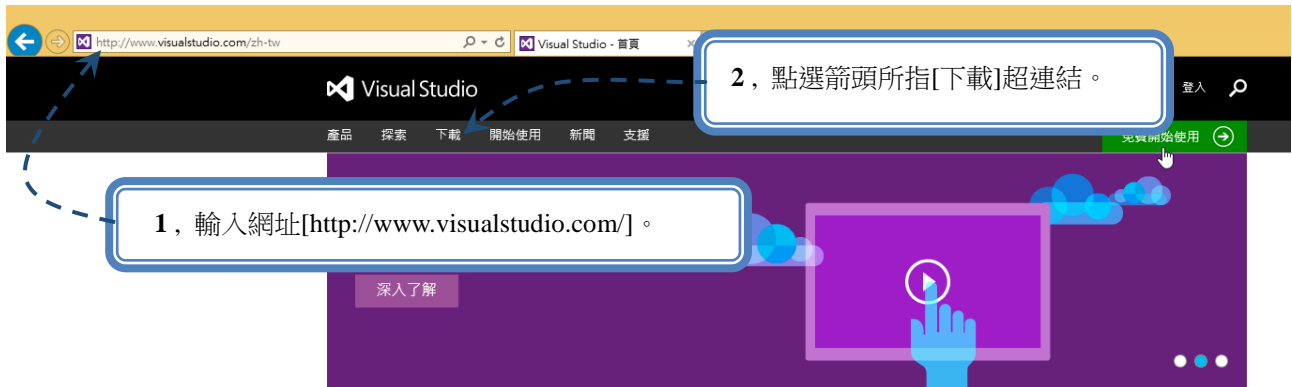 http://www.visualstudio.com/zh-tw
Visual Studio - 首頁
Visual Studio
2 , 點選箭頭所指[下載]超連結。
登入
產品 探索 下載 開始使用 新聞 支援
免費開始使用
1 , 輸入網址[http://www.visualstudio.com/]。
深入了解